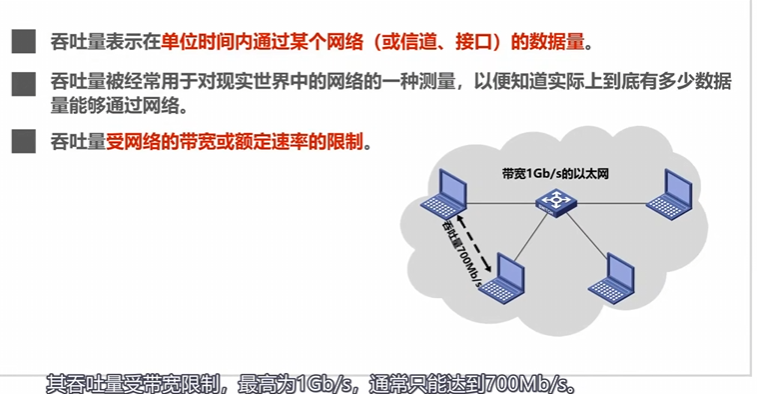 吞吐量表示在单位时间内通过某个网络（或信道、接口）的数据量。
吞吐量被经常用于对现实世界中的网络的一种测量，以便知道实际上到底有多少数据
量能够通过网络。
吞吐量受网络的带宽或额定速率的限制。
带宽1Gb/s的以太网
吞吐量700Mb/s
其吞吐量受带宽限制，最高为1Gb/s，通常只能达到700Mb/s。